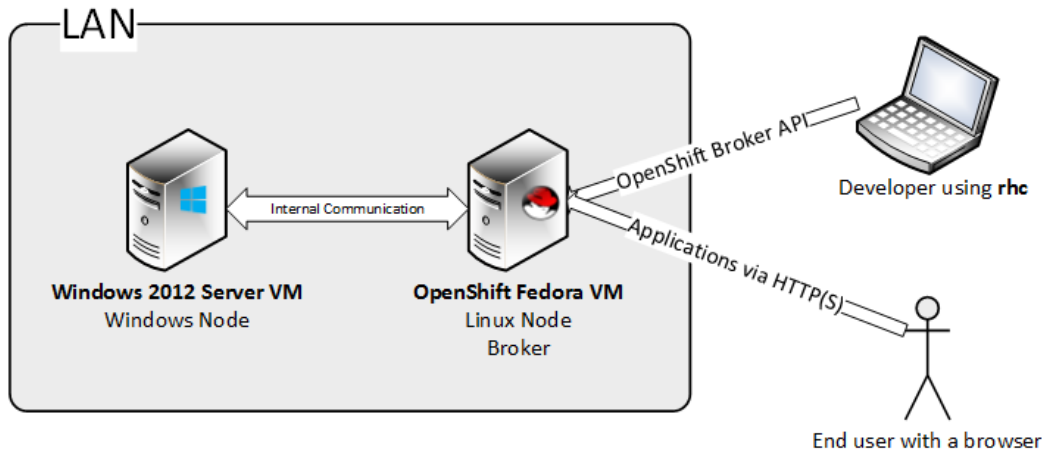 LAN
OpenShift Broker API
Developer using rhc
Internal Communication
Applications via HTTP(S)
Windows 2012 Server VM
Windows Node
OpenShift Fedora VM
Linux Node
Broker
End user with a browser